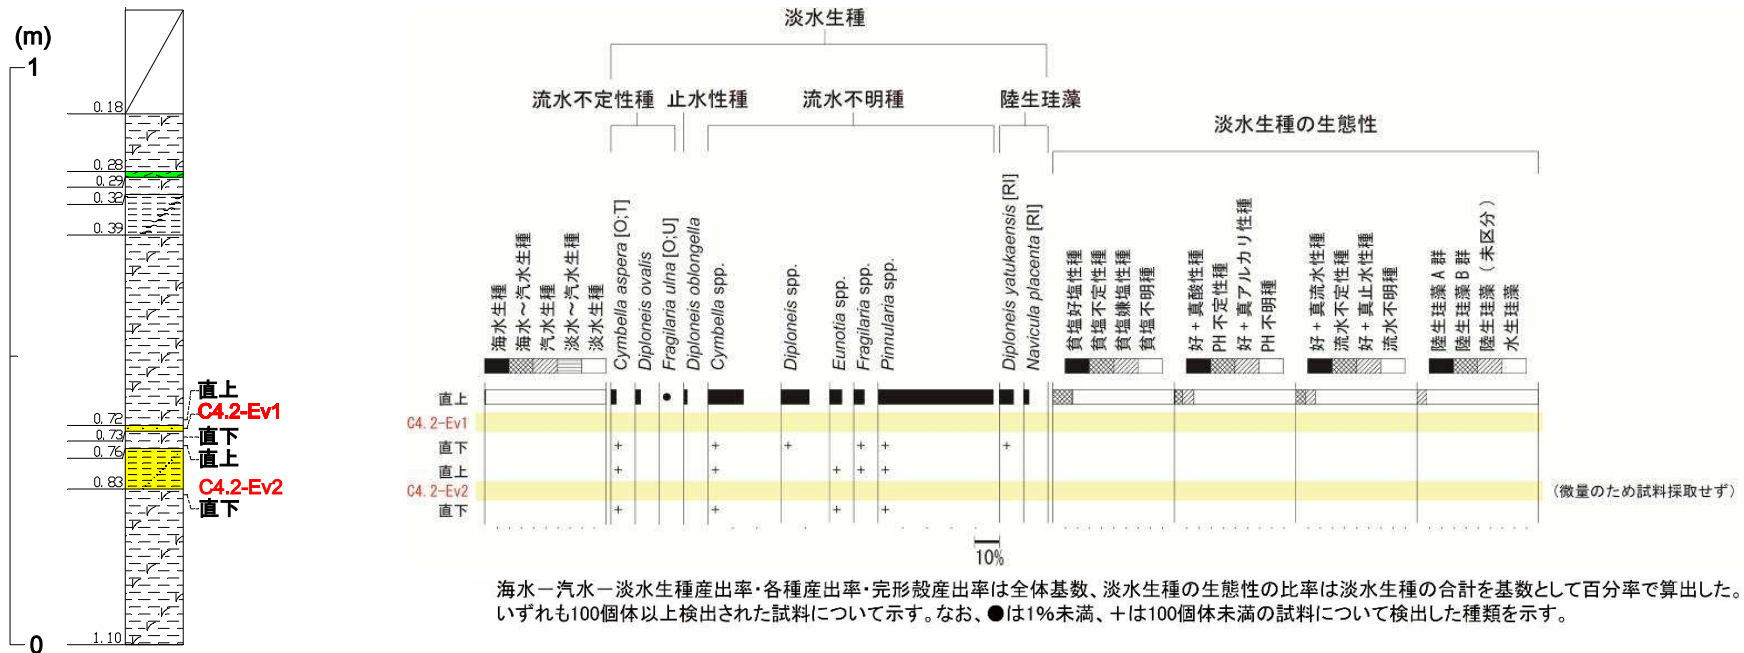 (m)
1
0.18
0.28
0.29
0.32
0.39
0.72
0.73
0.76
0.83
1.10
0
直上
C4.2-Ev1
直下
直上
C4.2-Ev2
直下
淡水生種
流水不定性種 止水性種 流水不明種 陸生珪藻
淡水生種の生態性
海水生種
海水～汽水生種
汽水生種
淡水～汽水生種
淡水生種
Cymbella aspera [O;T]
Diploneis ovalis
Fragilaria ulna [O;U]
Diploneis oblongella
Cymbella spp.
Diploneis spp.
Eunotia spp.
Fragilaria spp.
Pinnularia spp.
Diploneis yatukaensis [RI]
Navicula placenta [RI]
貧塩好塩性種
貧塩不定性種
貧塩嫌塩性種
貧塩不明種
好＋真酸性種
PH 不定性種
好＋真アルカリ性種
PH 不明種
好＋真流水性種
流水不定性種
好＋真止水性種
流水不明種
陸生珪藻 A 群
陸生珪藻 B 群
陸生珪藻（未区分）
水生珪藻
直上 ●
C4.2-Ev1
直下 + + + + + +
直上 + + + + +
C4.2-Ev2
(微量のため試料採取せず)
直下 + + + +
10%
海水－汽水－淡水生種産出率・各種産出率・完形殻産出率は全体基数、淡水生種の生態性の比率は淡水生種の合計を基数として百分率で算出した。
いずれも100個体以上検出された試料について示す。なお、●は1%未満、＋は100個体未満の試料について検出した種類を示す。